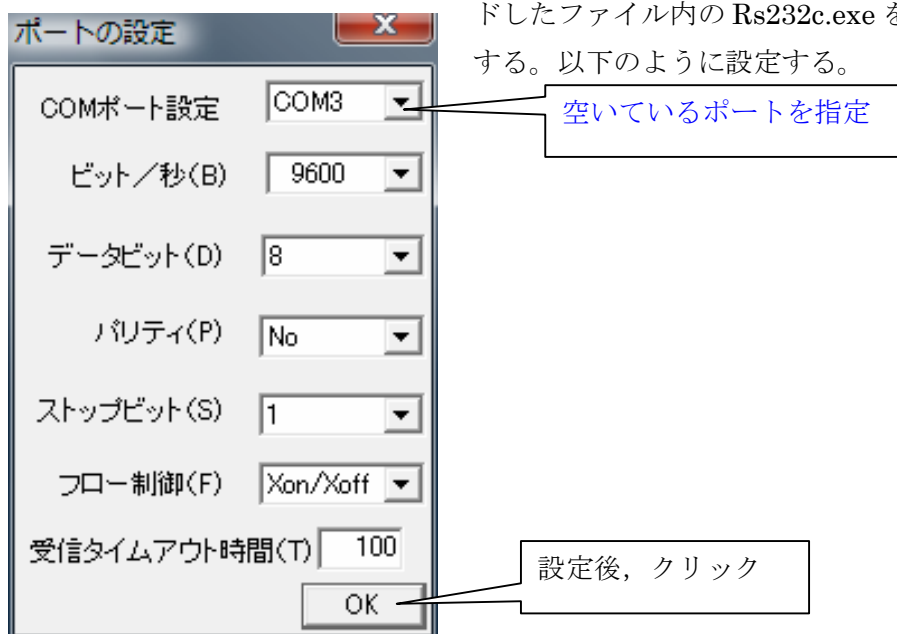 ドしたファイル内の Rs232c.exe を
する。以下のように設定する。
ポートの設定
COMポート設定 COM3
空いているポートを指定
ビット／秒(B) 9600
データビット(D) 8
パリティ(P) No
ストップビット(S) 1
フロー制御(F) Xon/Xoff
受信タイムアウト時間(T) 100
設定後，クリック
OK